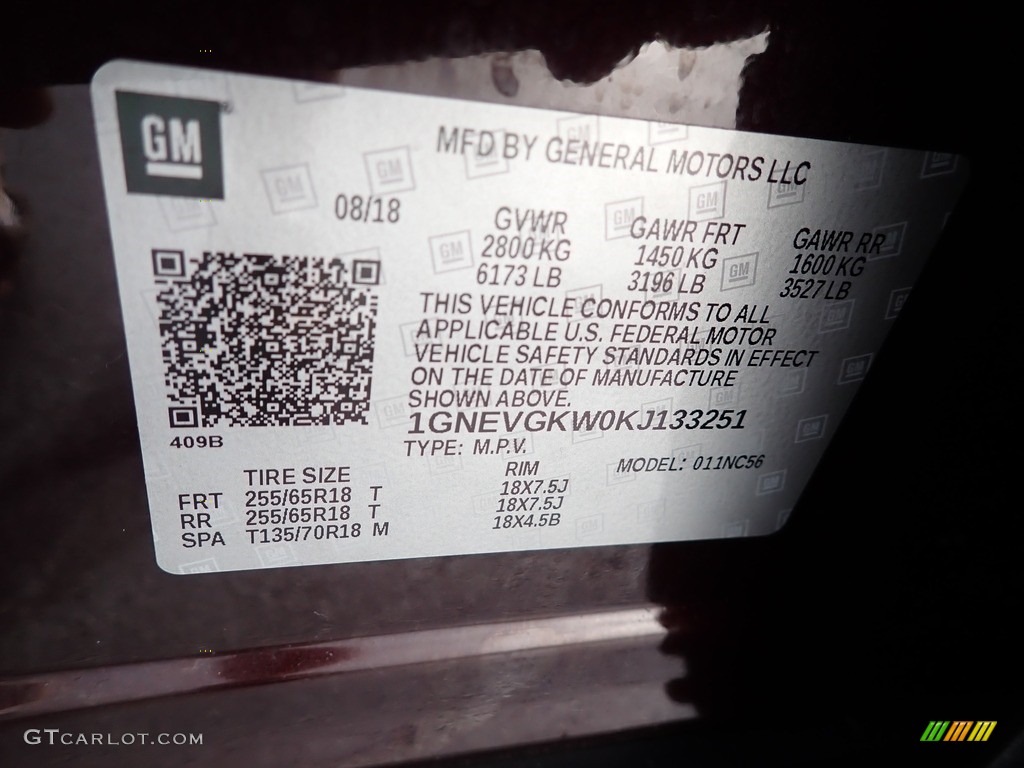 GM
MFD BY GENERAL MOTORS LLC
08/18
GVWR GAWR FRT GAWR RR
2800 KG 1450 KG 1600 KG
6173 LB 3196 LB 3527 LB
THIS VEHICLE CONFORMS TO ALL
APPLICABLE U.S. FEDERAL MOTOR
VEHICLE SAFETY STANDARDS IN EFFECT
ON THE DATE OF MANUFACTURE
SHOWN ABOVE.
1GNEVGKW0KJ133251
409B
TYPE: M.P.V.
MODEL: 011NC56
TIRE SIZE RIM
FRT 255/65R18 T 18X7.5J
RR 255/65R18 T 18X7.5J
SPA T135/70R18 M 18X4.5B
GTCARLOT.COM